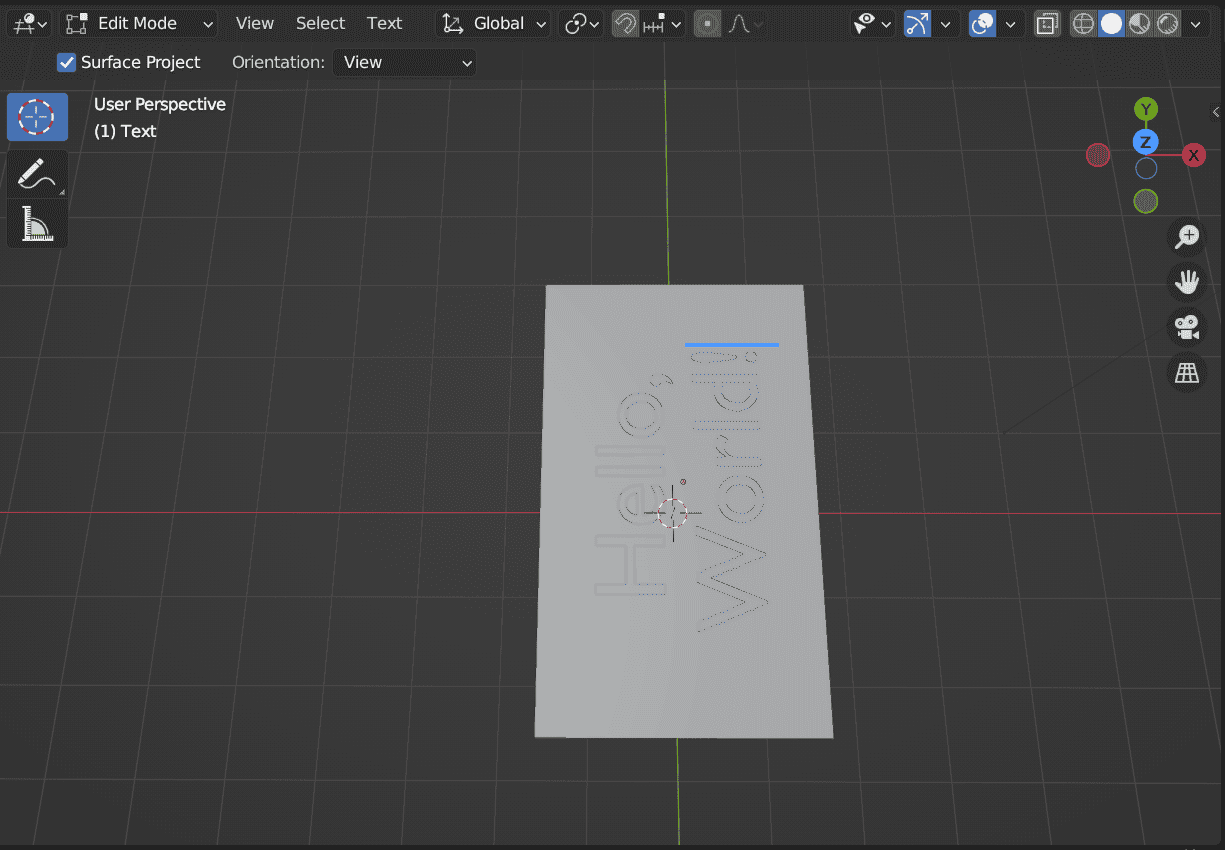 Edit Mode View Select Text Global
Surface Project Orientation: View
User Perspective
(1) Text
Y
Z
X
Hello,
World!